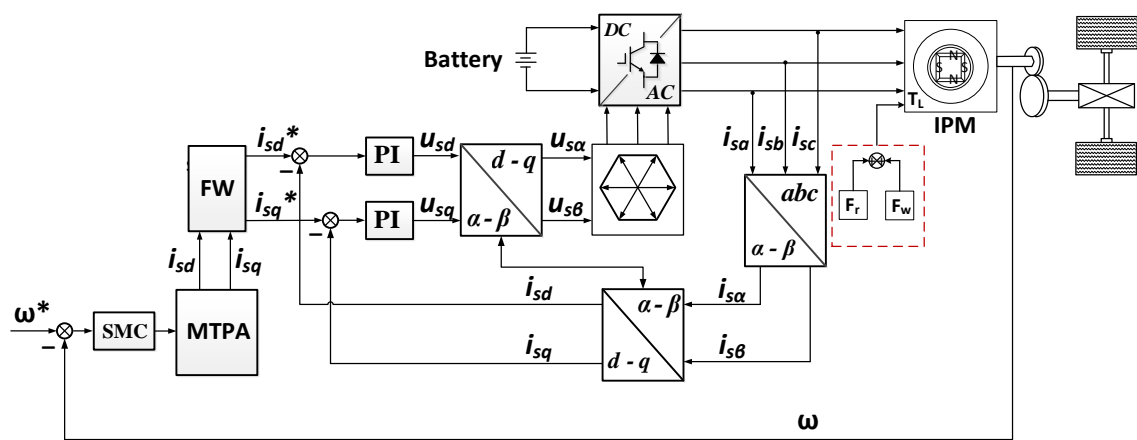 DC
AC
Battery
N
S
S
N
T_L
IPM
i_sd*
i_sq*
FW
PI
PI
u_sd
u_sq
d - q
α - β
u_sα
u_sβ
i_sa
i_sb
i_sc
abc
α - β
F_r
F_w
i_sd
i_sq
ω*
SMC
MTPA
i_sd
i_sq
α - β
d - q
i_sα
i_sβ
ω